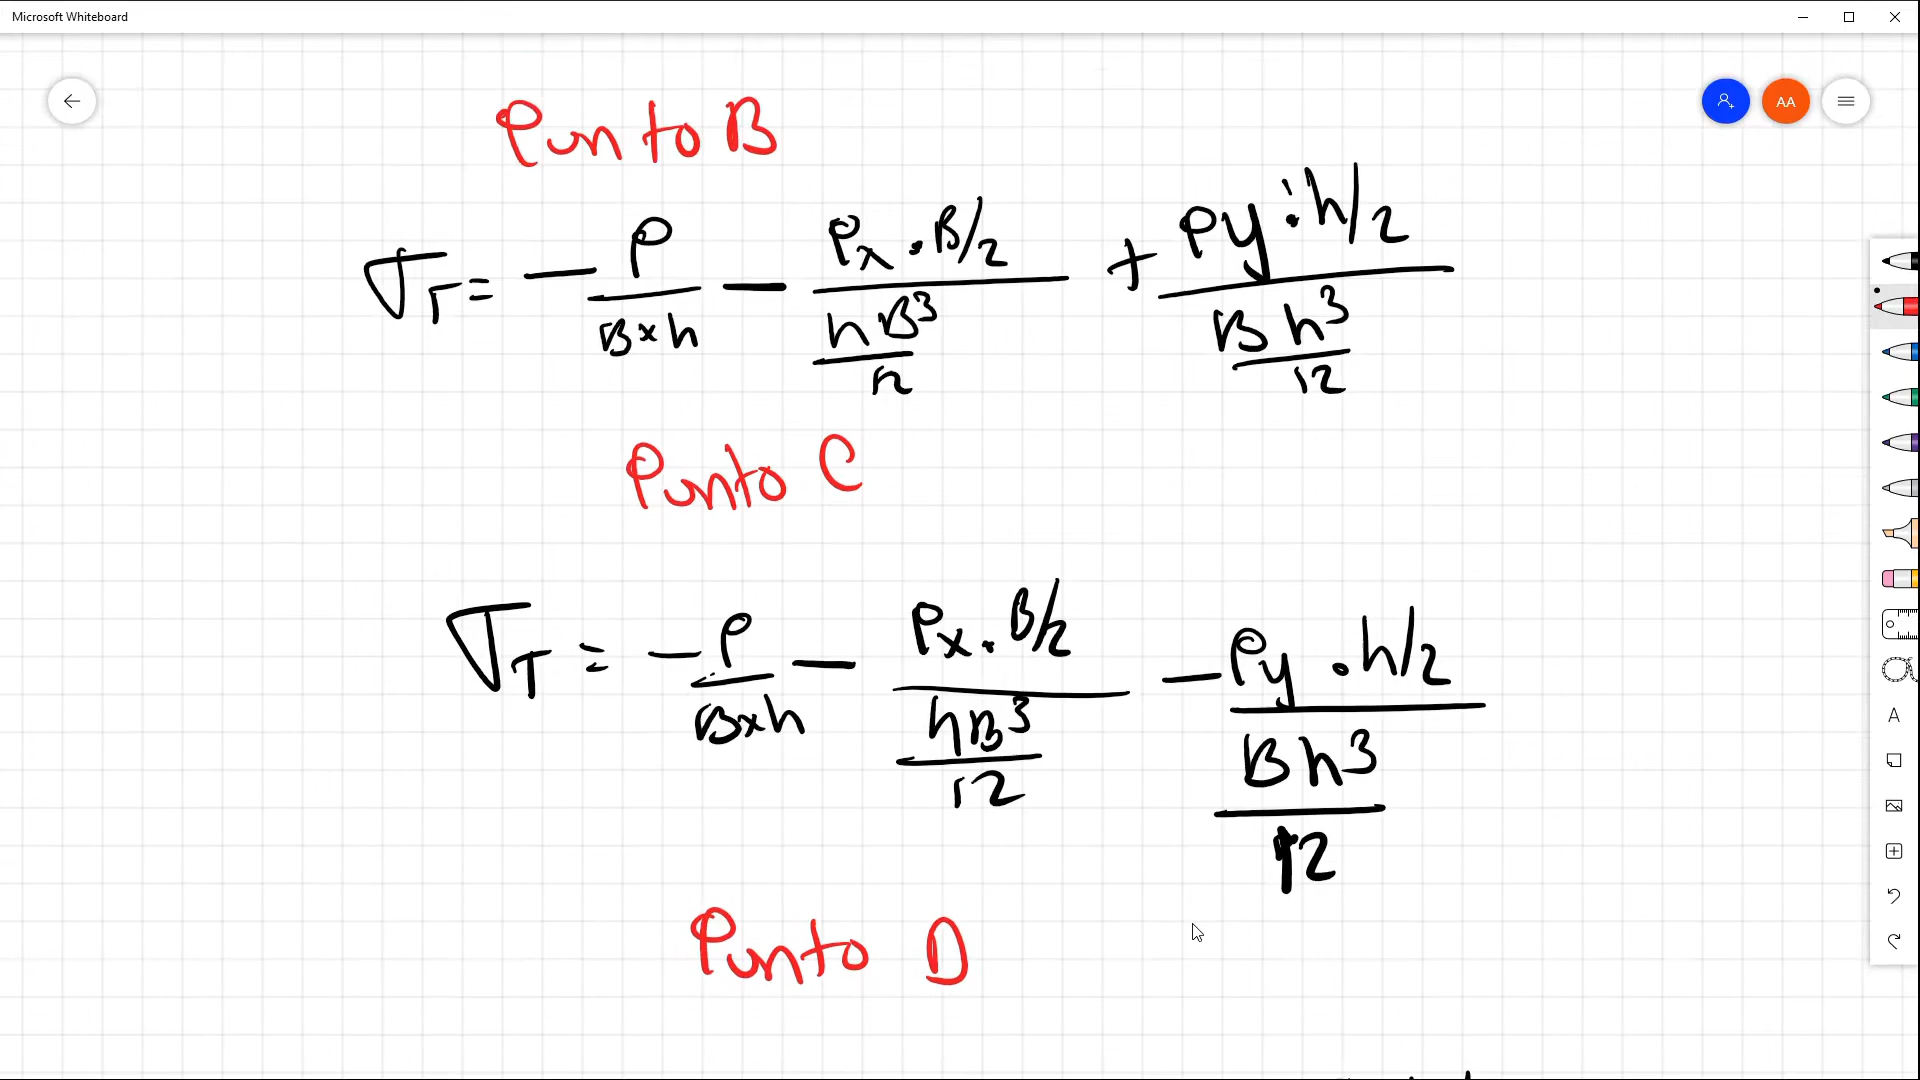 Microsoft Whiteboard
AA
Punto B
σT = - P / B×h - Px · B/2 / hB³/12 + Py · h/2 / Bh³/12
Punto C
σT = - P / B×h - Px · B/2 / hB³/12 - Py · h/2 / Bh³/12
Punto D
A